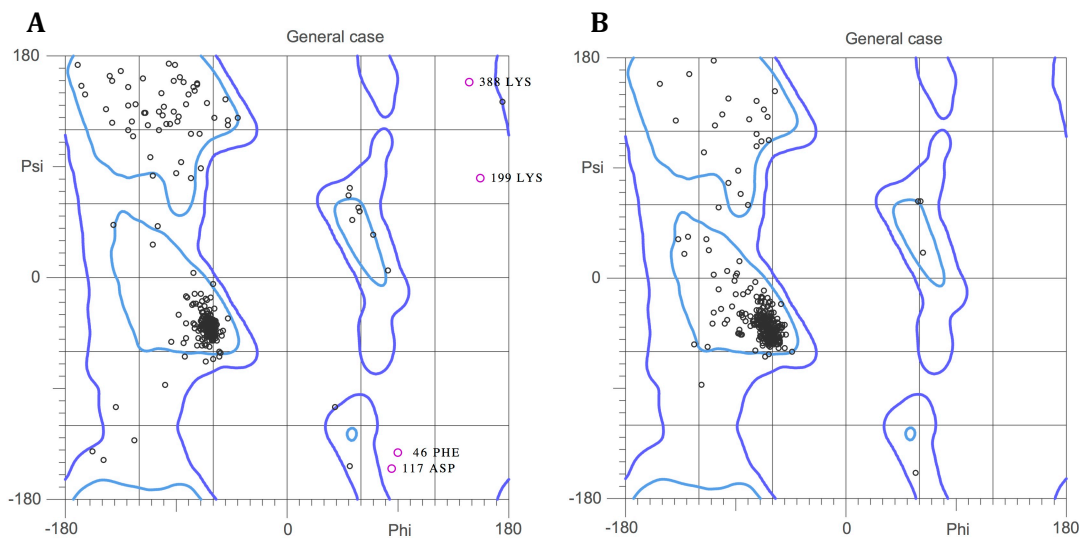 A
General case
180
388 LYS
Psi
199 LYS
0
46 PHE
117 ASP
-180
-180
0
Phi
180
B
General case
180
Psi
0
-180
-180
0
Phi
180